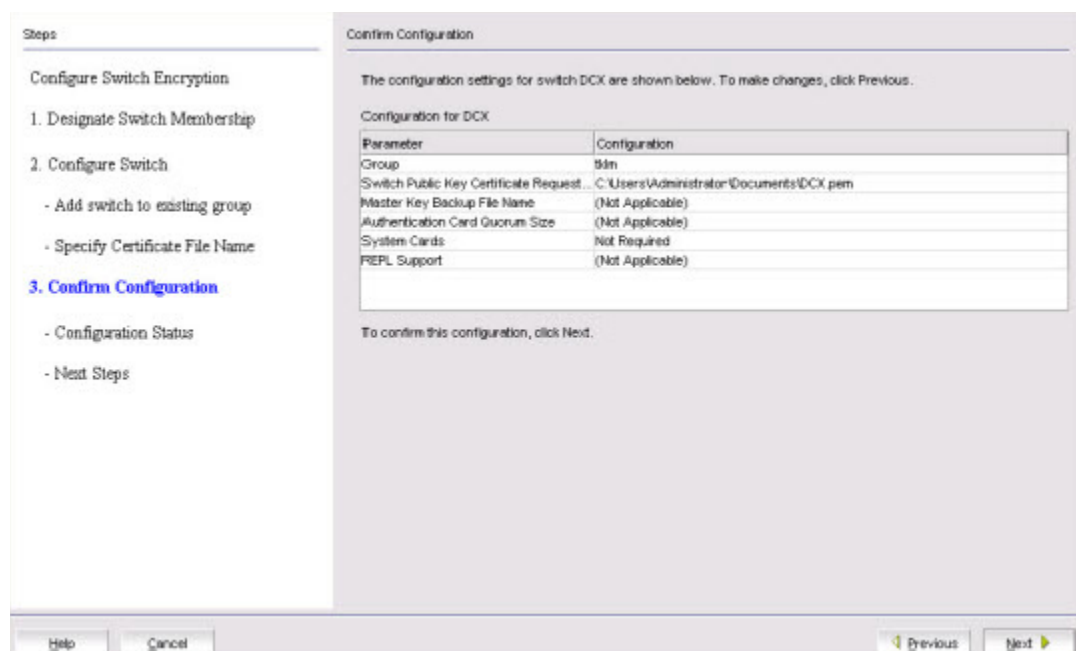 Steps
Configure Switch Encryption
1. Designate Switch Membership
2. Configure Switch
- Add switch to existing group
- Specify Certificate File Name
3. Confirm Configuration
- Configuration Status
- Next Steps
Confirm Configuration
The configuration settings for switch DCX are shown below. To make changes, click Previous.
Configuration for DCX
Parameter Configuration
Group tklm
Switch Public Key Certificate Request... C:\Users\Administrator\Documents\DCX.pem
Master Key Backup File Name (Not Applicable)
Authentication Card Quorum Size (Not Applicable)
System Cards Not Required
REPL Support (Not Applicable)
To confirm this configuration, click Next.
Help Cancel Previous Next